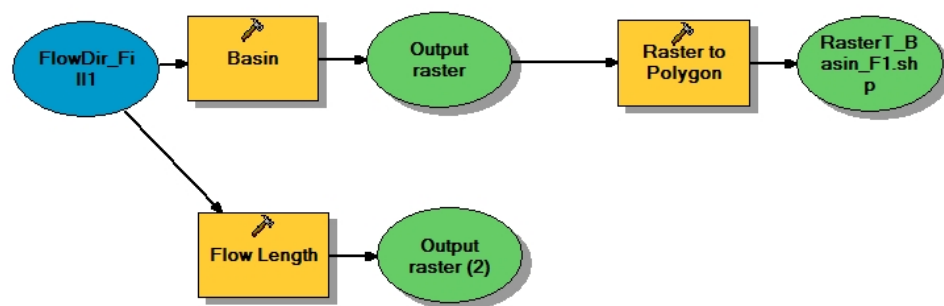 FlowDir_Fi
ll1
Basin
Output
raster
Raster to
Polygon
RasterT_B
asin_F1.sh
p
Flow Length
Output
raster (2)